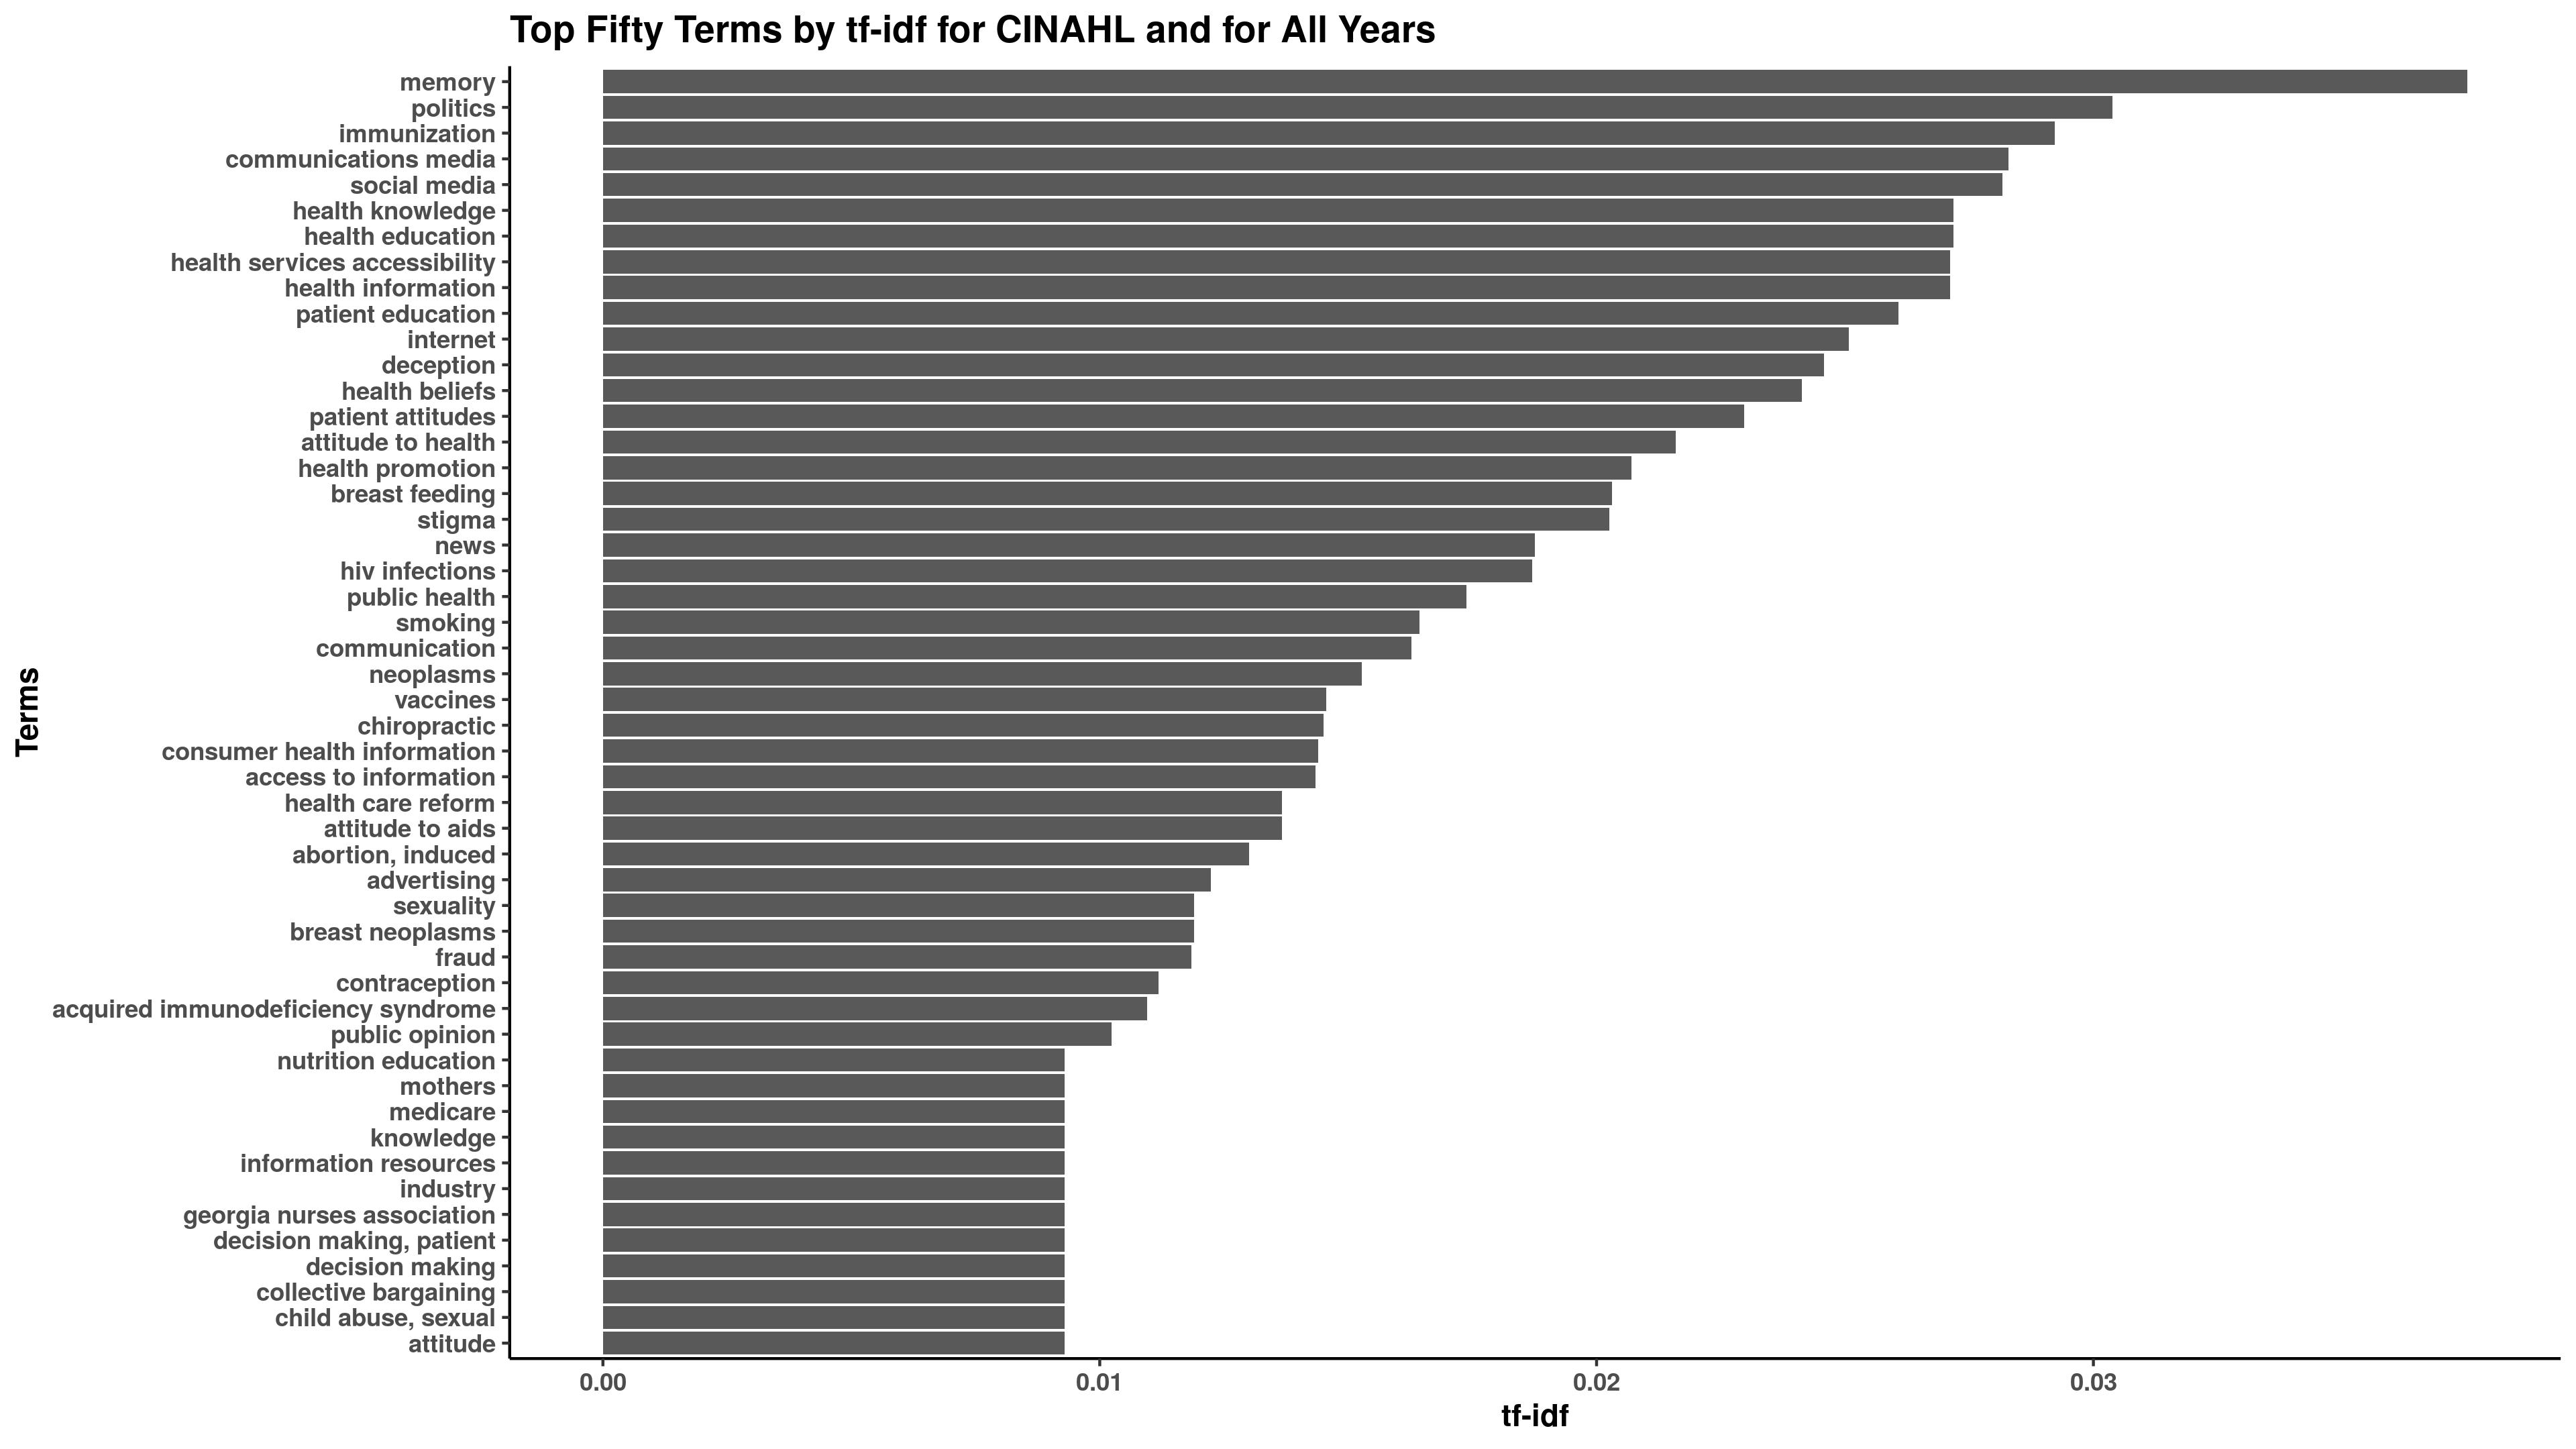 Top Fifty Terms by tf-idf for CINAHL and for All Years
Terms
memory
politics
immunization
communications media
social media
health knowledge
health education
health services accessibility
health information
patient education
internet
deception
health beliefs
patient attitudes
attitude to health
health promotion
breast feeding
stigma
news
hiv infections
public health
smoking
communication
neoplasms
vaccines
chiropractic
consumer health information
access to information
health care reform
attitude to aids
abortion, induced
advertising
sexuality
breast neoplasms
fraud
contraception
acquired immunodeficiency syndrome
public opinion
nutrition education
mothers
medicare
knowledge
information resources
industry
georgia nurses association
decision making, patient
decision making
collective bargaining
child abuse, sexual
attitude
0.00 0.01 0.02 0.03
tf-idf